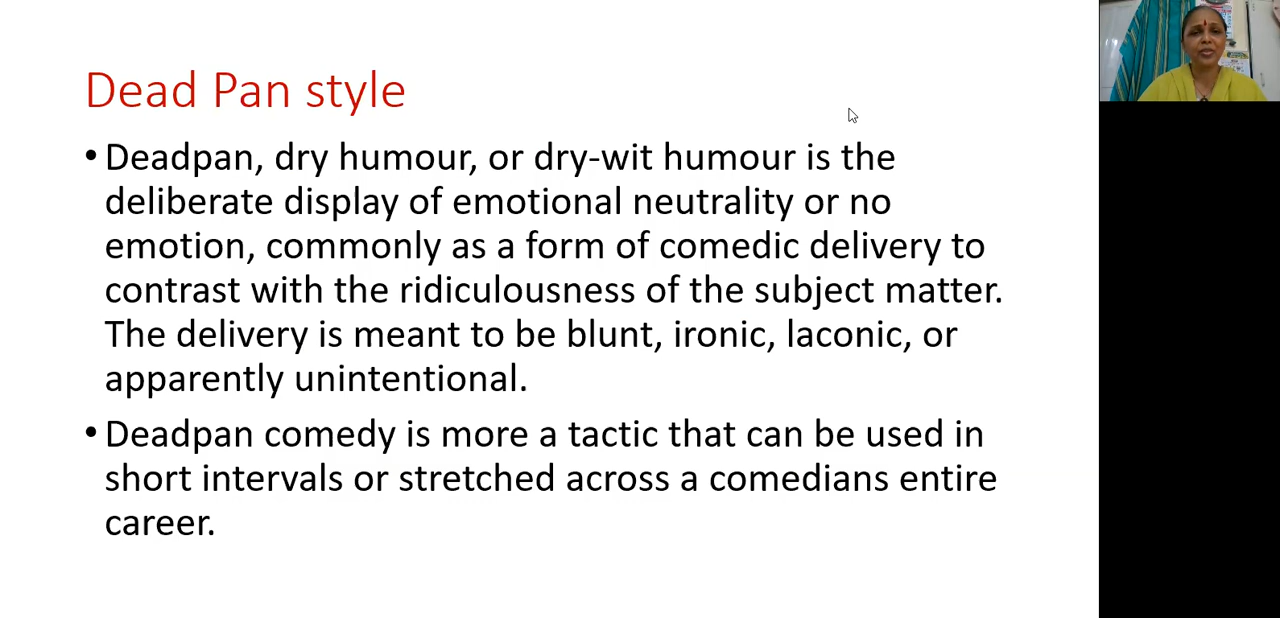 Dead Pan style
• Deadpan, dry humour, or dry-wit humour is the
deliberate display of emotional neutrality or no
emotion, commonly as a form of comedic delivery to
contrast with the ridiculousness of the subject matter.
The delivery is meant to be blunt, ironic, laconic, or
apparently unintentional.
• Deadpan comedy is more a tactic that can be used in
short intervals or stretched across a comedians entire
career.